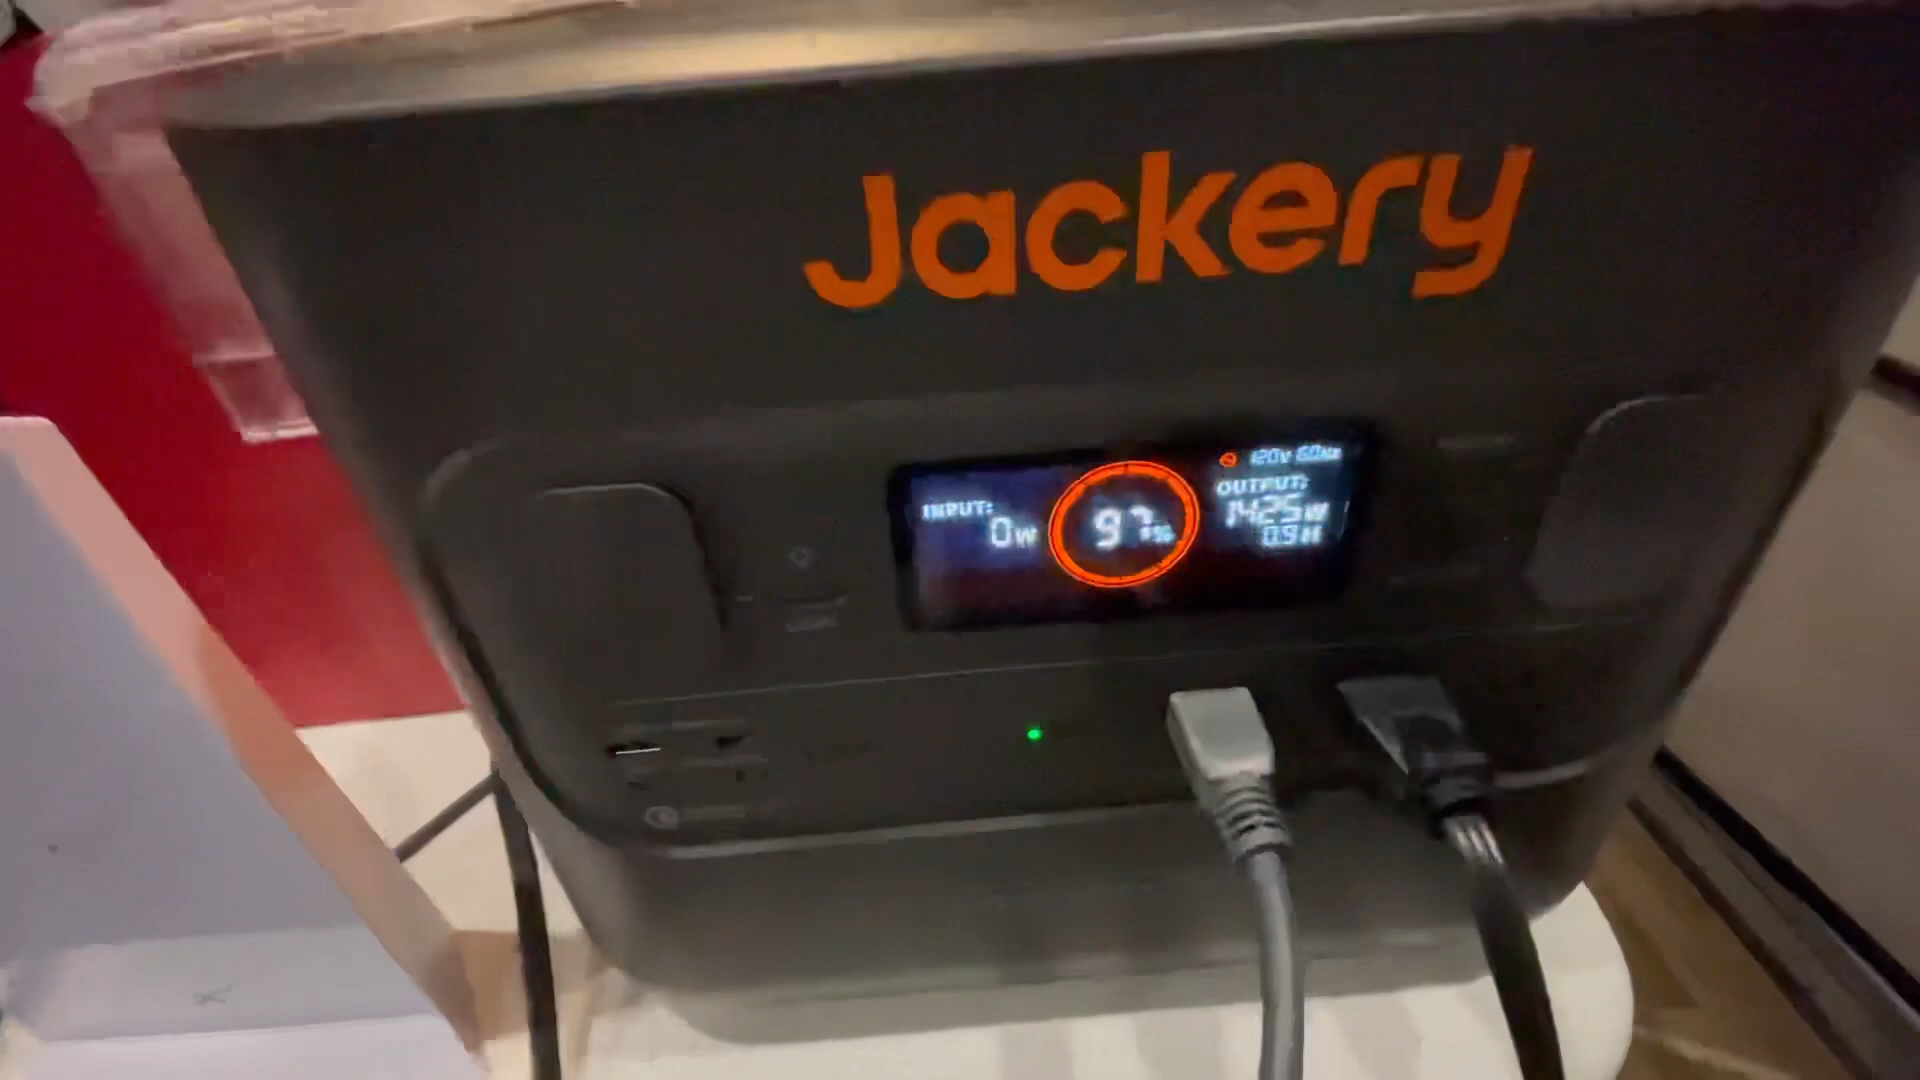 Jackery
120V 60Hz
INPUT:
0W
97%
OUTPUT:
1425W
0.9H